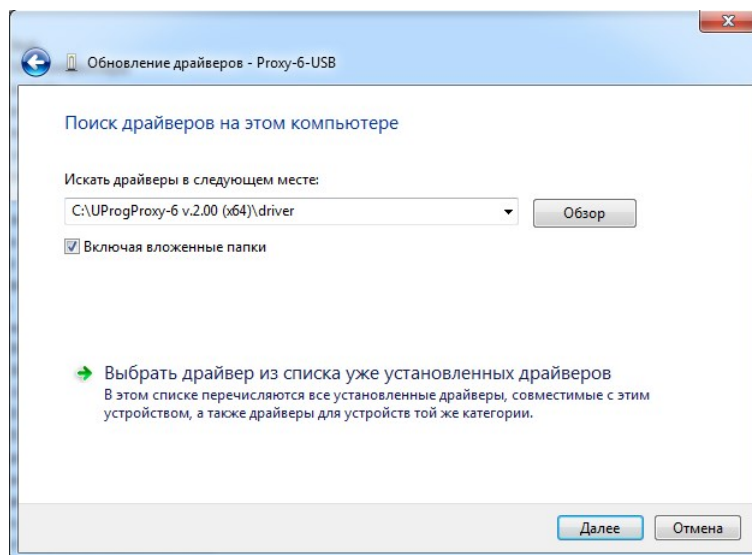 Обновление драйверов - Proxy-6-USB
Поиск драйверов на этом компьютере
Искать драйверы в следующем месте:
C:\UProgProxy-6 v.2.00 (x64)\driver
Обзор
Включая вложенные папки
Выбрать драйвер из списка уже установленных драйверов
В этом списке перечисляются все установленные драйверы, совместимые с этим
устройством, а также драйверы для устройств той же категории.
Далее
Отмена